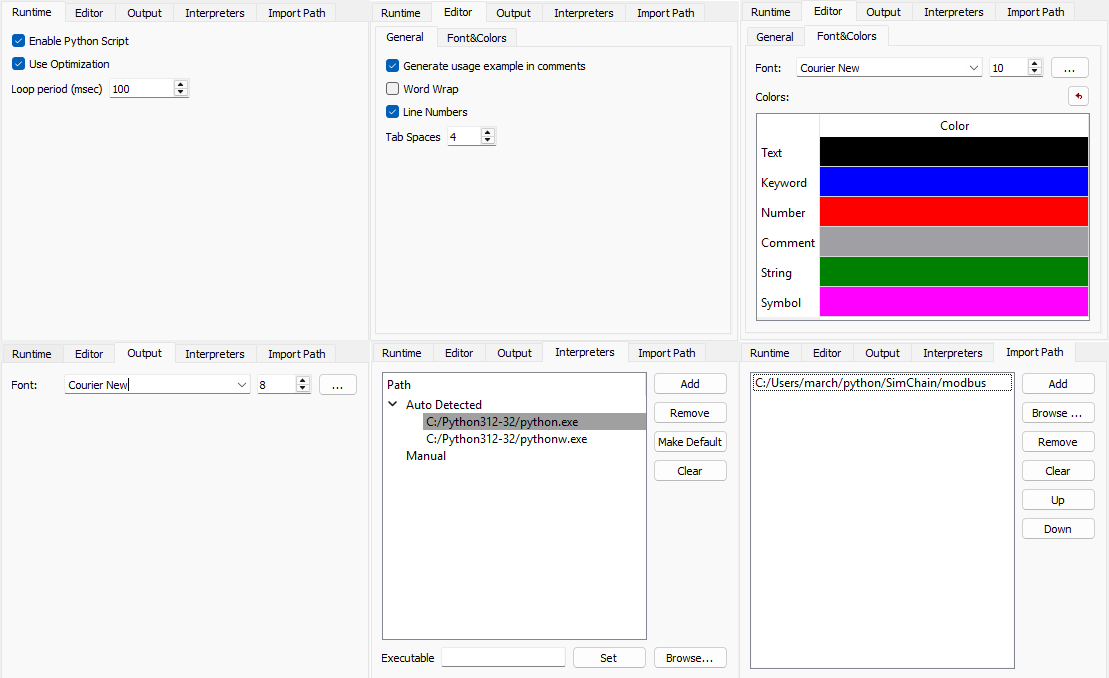 Runtime Editor Output Interpreters Import Path
Enable Python Script
Use Optimization
Loop period (msec) 100
Runtime Editor Output Interpreters Import Path
General Font&Colors
Generate usage example in comments
Word Wrap
Line Numbers
Tab Spaces 4
Runtime Editor Output Interpreters Import Path
General Font&Colors
Font: Courier New 10 ...
Colors:
Color
Text
Keyword
Number
Comment
String
Symbol
Runtime Editor Output Interpreters Import Path
Font: Courier New 8 ...
Runtime Editor Output Interpreters Import Path
Path
Auto Detected
C:/Python312-32/python.exe
C:/Python312-32/pythonw.exe
Manual
Add
Remove
Make Default
Clear
Executable Set Browse...
Runtime Editor Output Interpreters Import Path
C:/Users/march/python/SimChain/modbus
Add
Browse ...
Remove
Clear
Up
Down